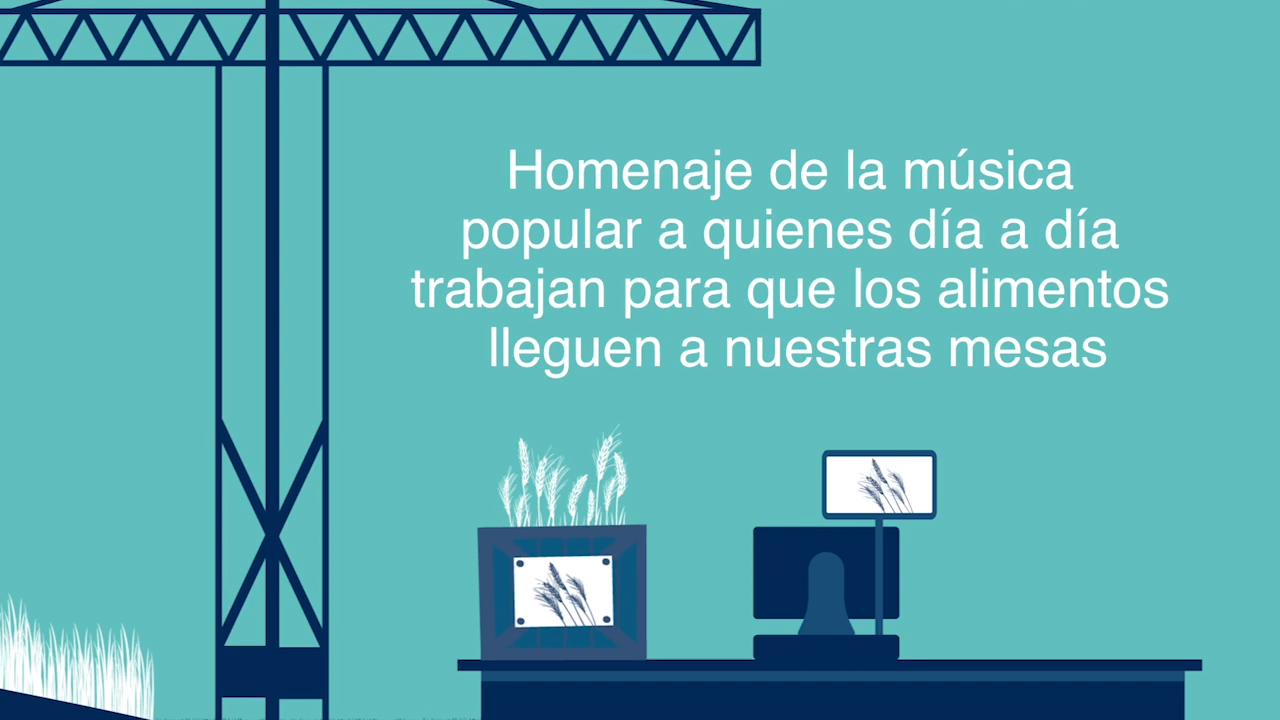 Homenaje de la música
popular a quienes día a día
trabajan para que los alimentos
lleguen a nuestras mesas